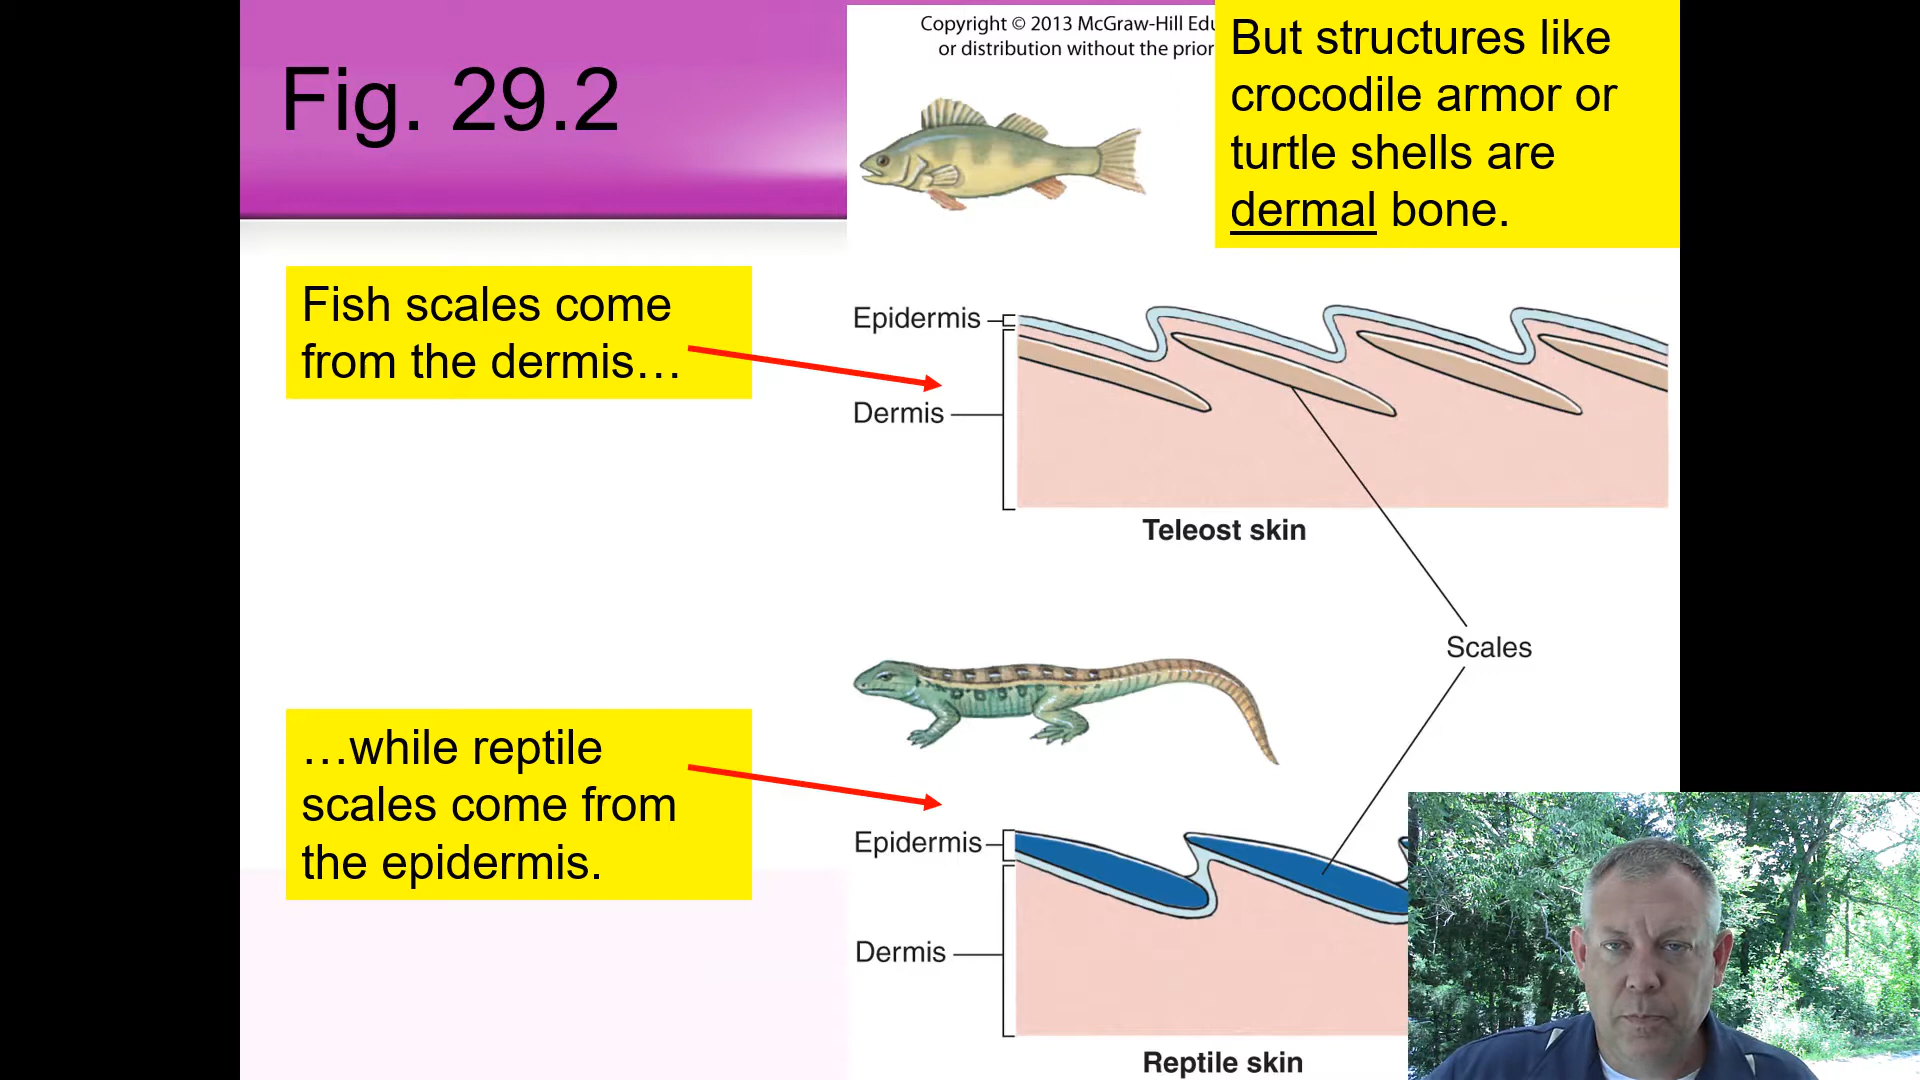 Fig. 29.2
Copyright © 2013 McGraw-Hill
or distribution without the prior
But structures like
crocodile armor or
turtle shells are
dermal bone.
Fish scales come
from the dermis…
Epidermis
Dermis
Teleost skin
Scales
…while reptile
scales come from
the epidermis.
Epidermis
Dermis
Reptile skin